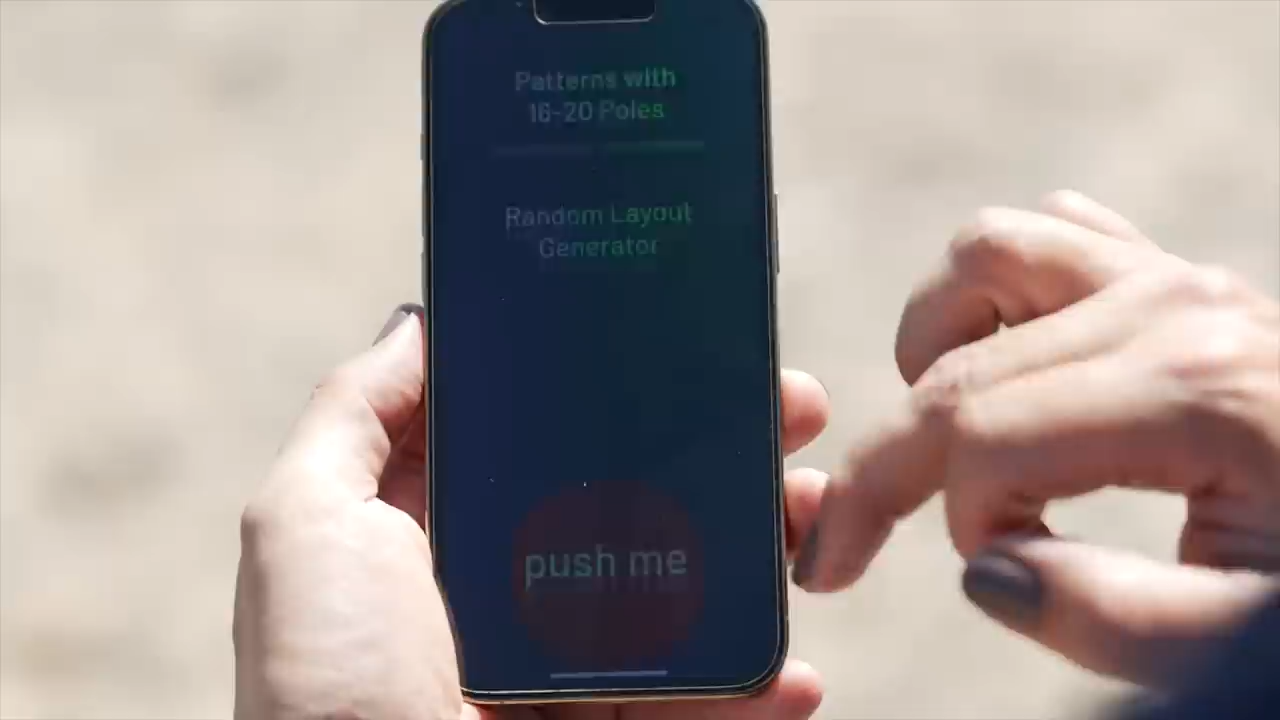 Patterns with
16-20 Poles
Random Layout
Generator
push me